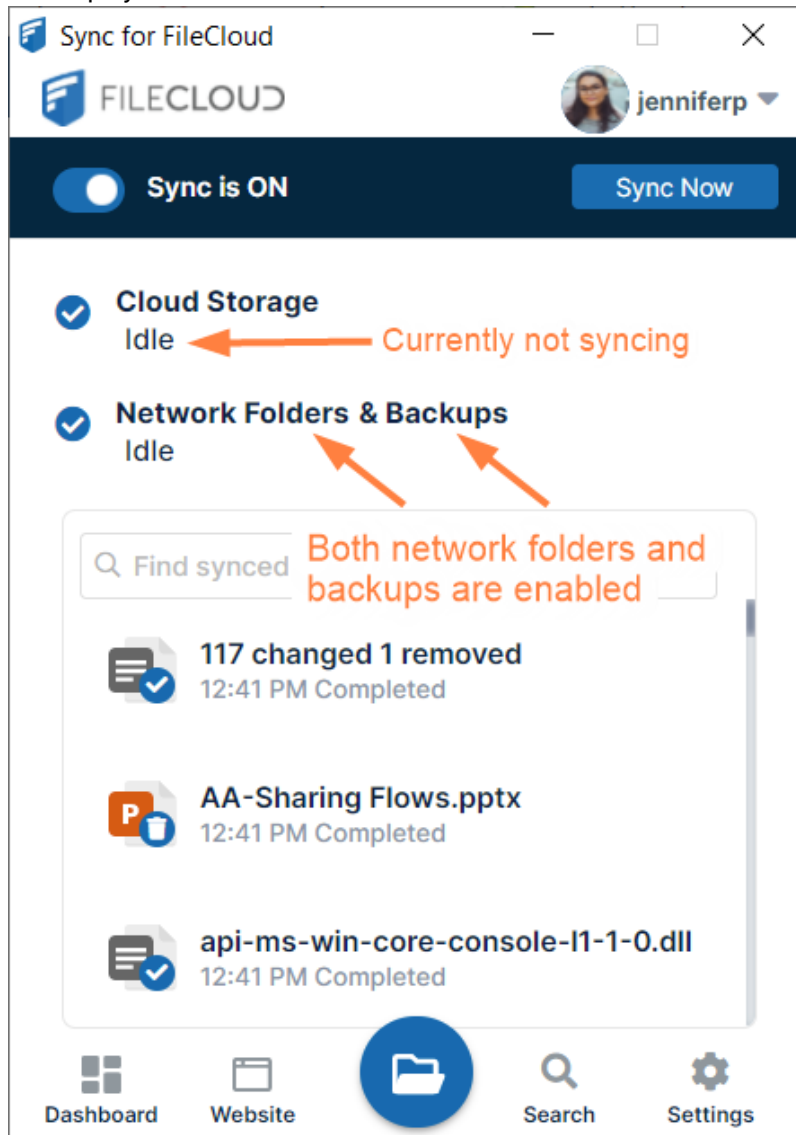 Sync for FileCloud
FILECLOUD
jenniferp
Sync is ON
Sync Now
Cloud Storage
Idle
Currently not syncing
Network Folders & Backups
Idle
Find synced
Both network folders and
backups are enabled
117 changed 1 removed
12:41 PM Completed
P
AA-Sharing Flows.pptx
12:41 PM Completed
api-ms-win-core-console-l1-1-0.dll
12:41 PM Completed
Dashboard
Website
Search
Settings